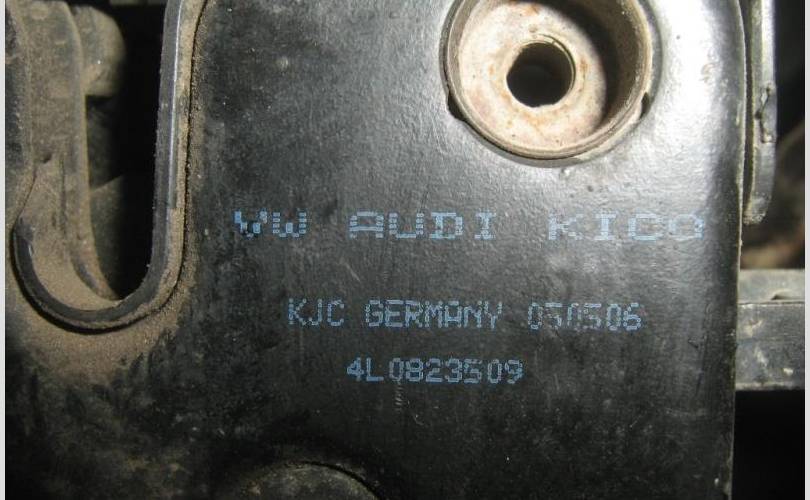 VW AUDI KICO
KJC GERMANY 050506
4L0823509